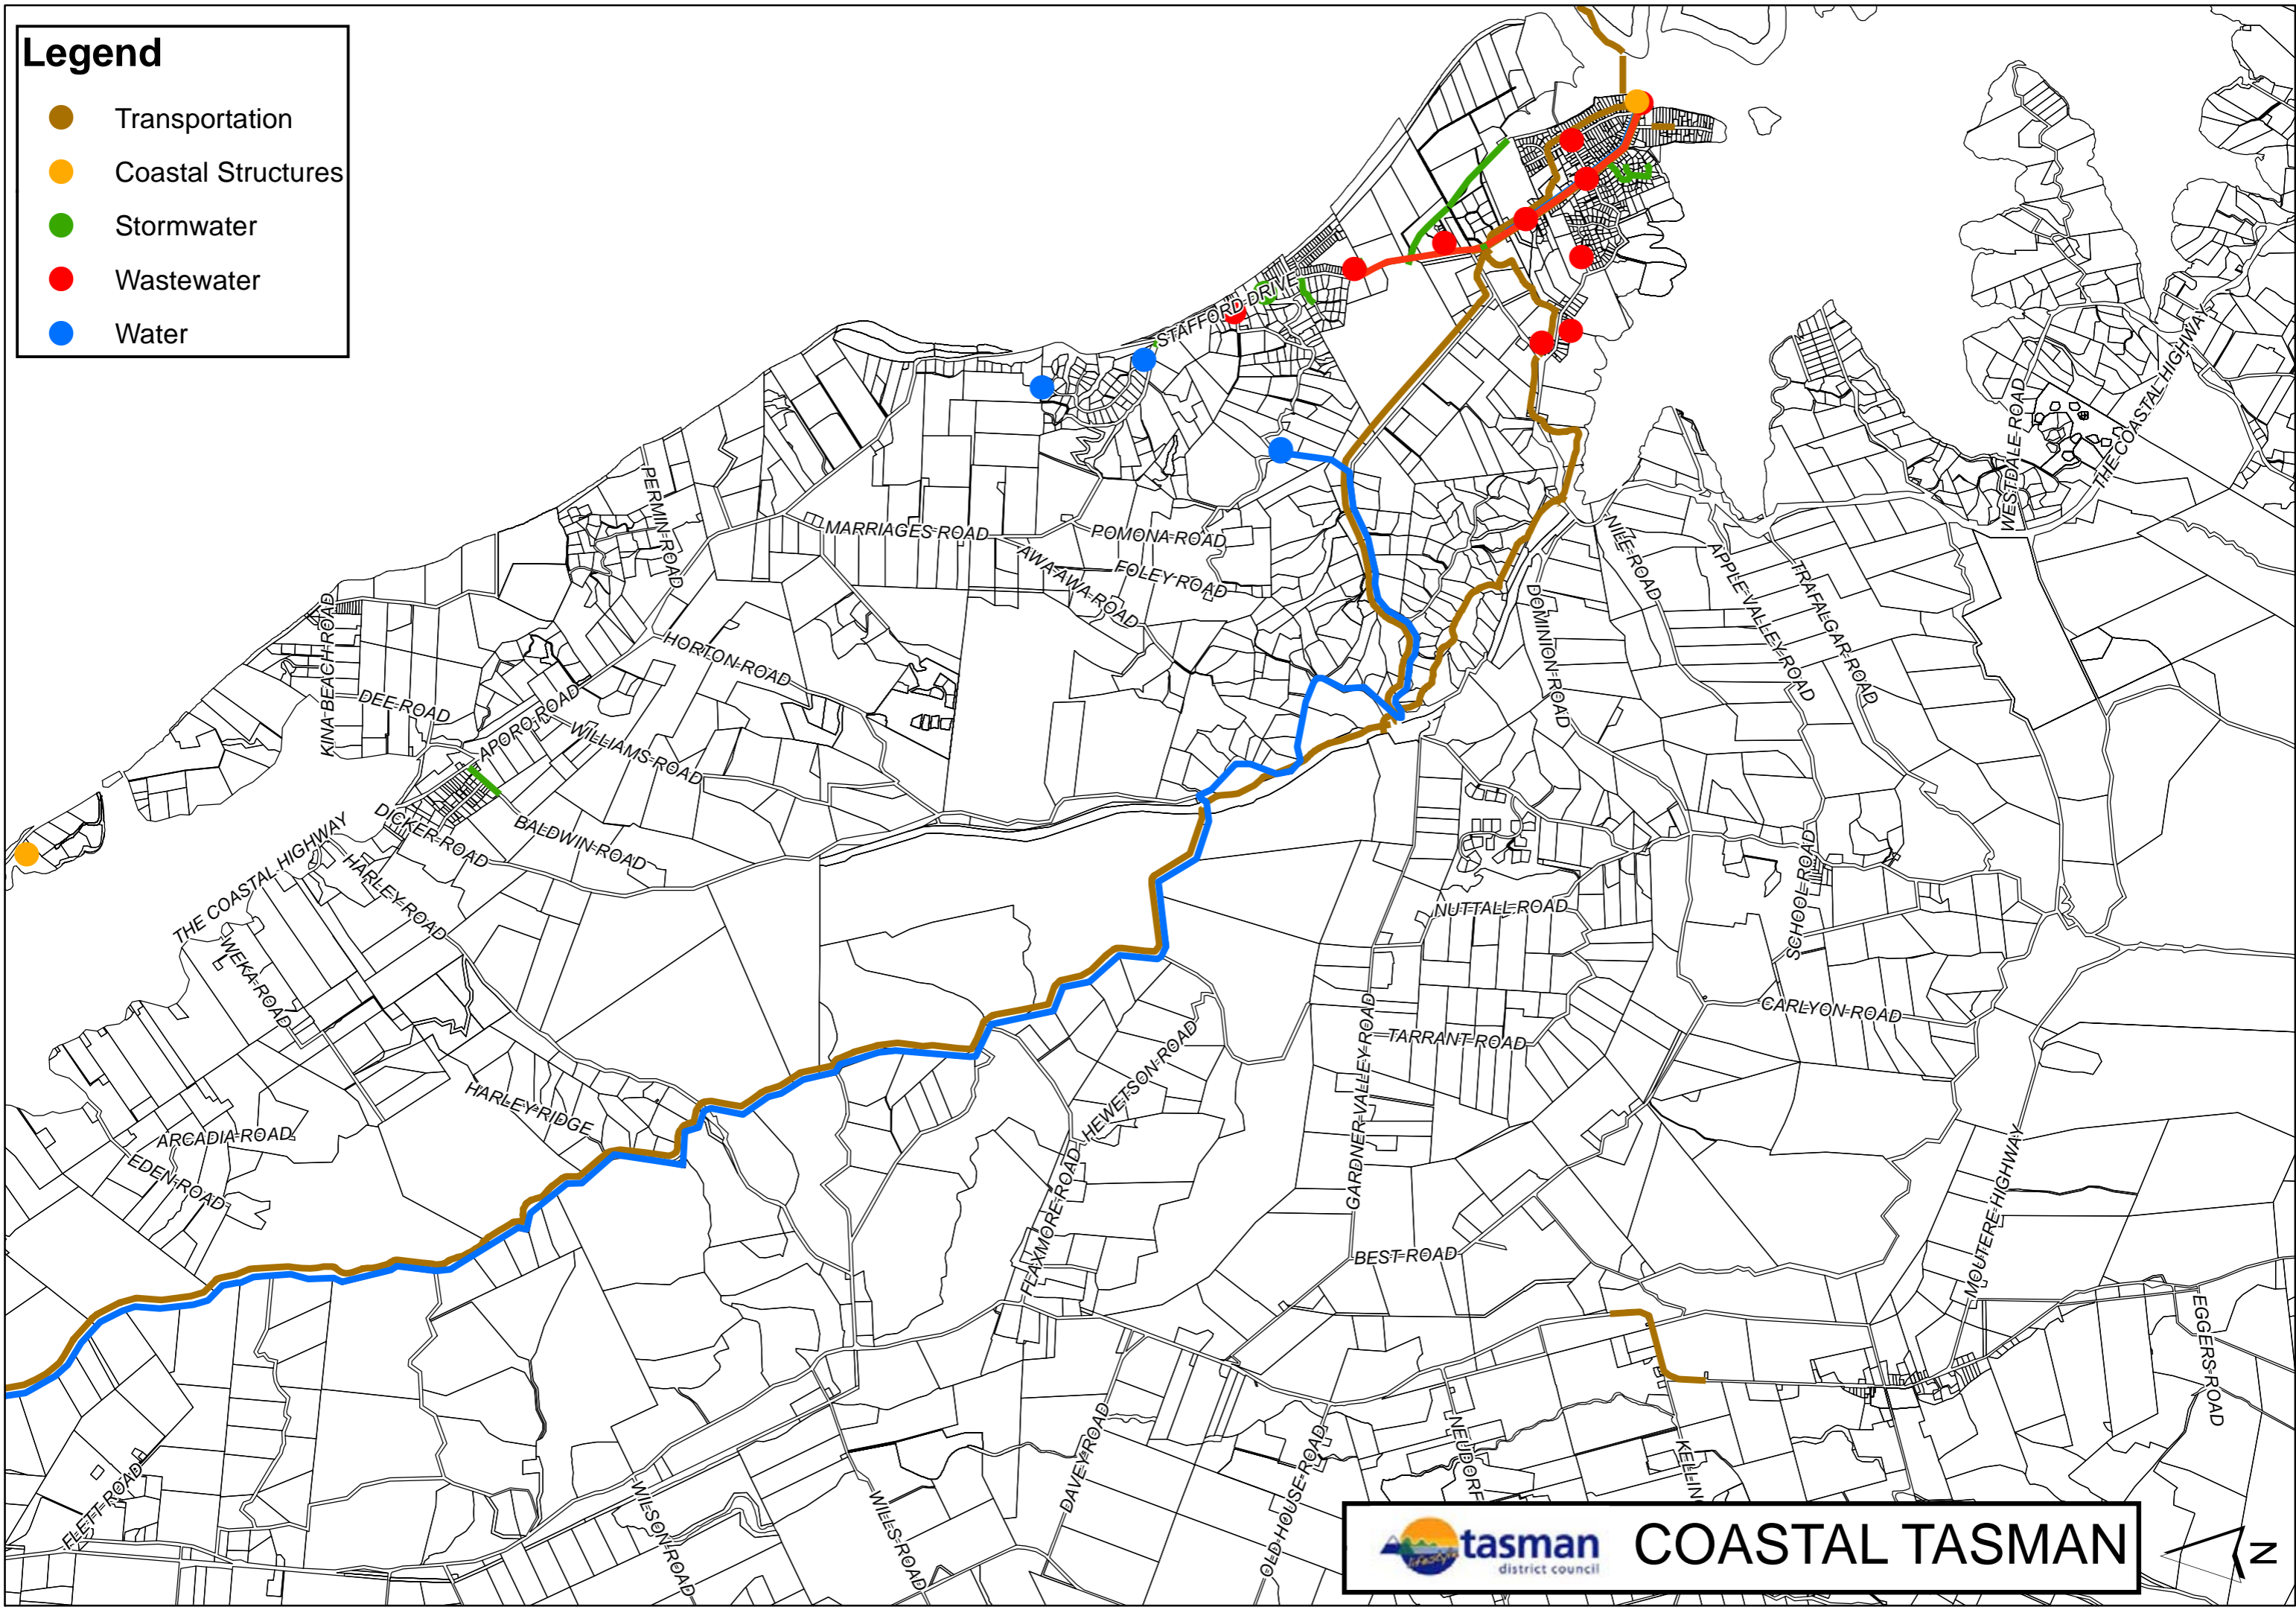 Legend
Transportation
Coastal Structures
Stormwater
Wastewater
Water
STAFFORD DRIVE
THE COASTAL HIGHWAY
WESTDALE ROAD
PERMIN ROAD
MARRIAGES ROAD
POMONA ROAD
AWA AWA ROAD
FOLEY ROAD
NILE ROAD
APPLE VALLEY ROAD
TRAFALGAR ROAD
DOMINION ROAD
KINA BEACH ROAD
HORTON ROAD
DEE ROAD
APORO ROAD
WILLIAMS ROAD
DICKER ROAD
BALDWIN ROAD
THE COASTAL HIGHWAY
HARLEY ROAD
WEKA ROAD
NUTTALL ROAD
SCHOOL ROAD
CARLYON ROAD
TARRANT ROAD
GARDNER VALLEY ROAD
HEWETSON ROAD
HARLEY RIDGE
ARCADIA ROAD
EDEN ROAD
FLAXMORE ROAD
BEST ROAD
MOUTERE HIGHWAY
EGGERS ROAD
FLETT ROAD
WILSON ROAD
WILLS ROAD
DAVEY ROAD
OLD HOUSE ROAD
NEUDORF
KELLIN
tasman
district council
COASTAL TASMAN
N